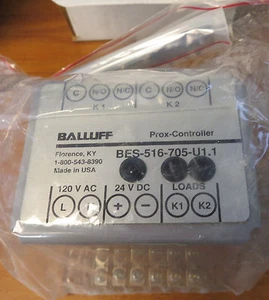 C N/O N/C C N/O N/C
K1 K2
BALLUFF Prox-Controller
Florence, KY
1-800-543-8390
Made in USA
BES-516-705-U1.1
120 V AC 24 V DC LOADS
+ − K1 K2